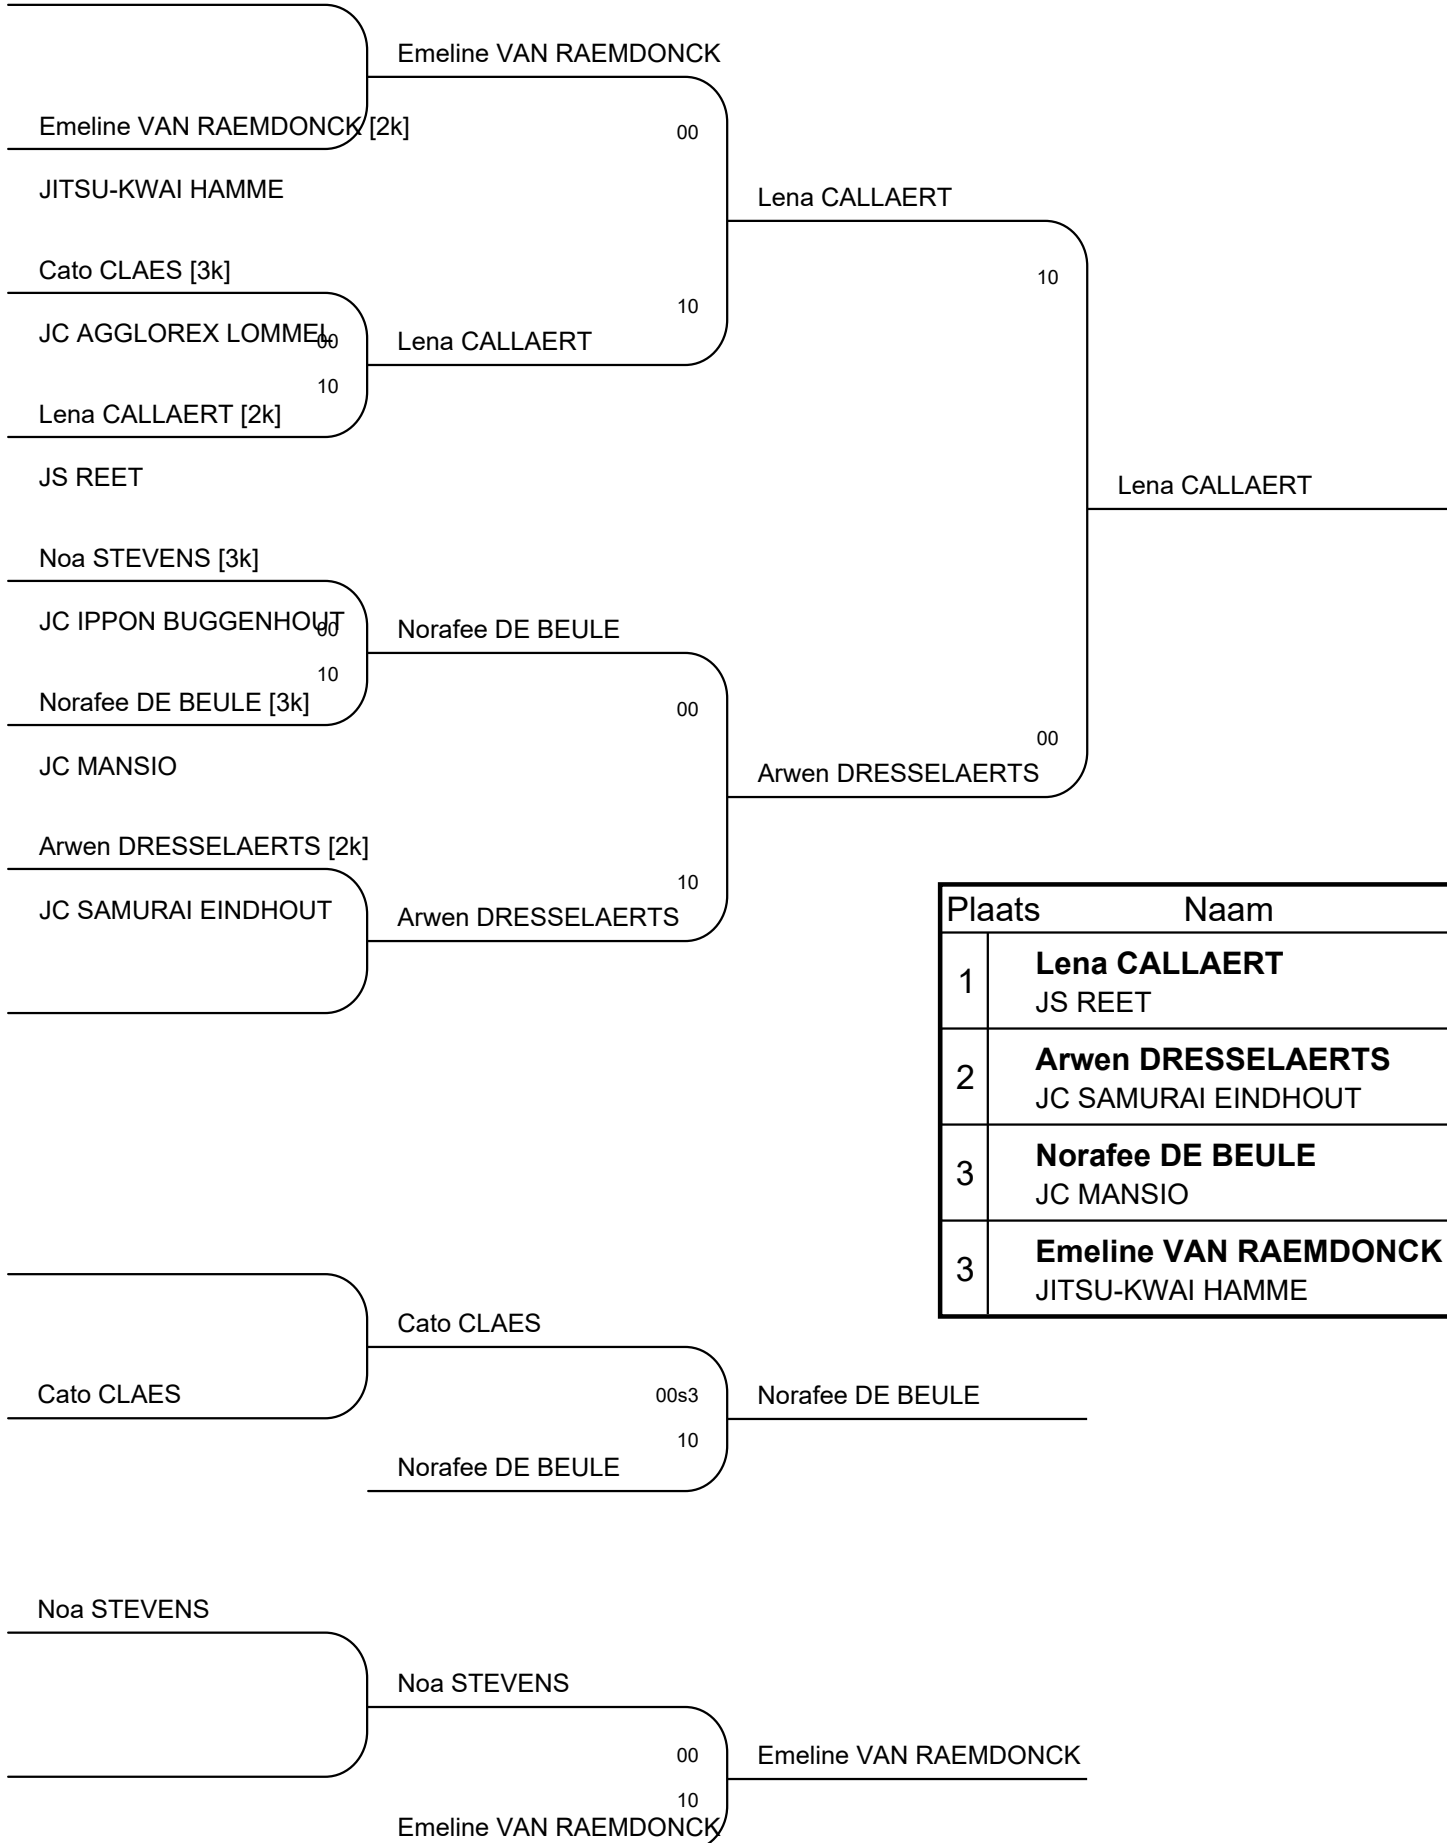 Emeline VAN RAEMDONCK
Emeline VAN RAEMDONCK [2k]
00
JITSU-KWAI HAMME
Lena CALLAERT
Cato CLAES [3k]
10
10
JC AGGLOREX LOMMEL
00
Lena CALLAERT
10
Lena CALLAERT [2k]
JS REET
Lena CALLAERT
Noa STEVENS [3k]
JC IPPON BUGGENHOUT
00
Norafee DE BEULE
10
Norafee DE BEULE [3k]
00
00
JC MANSIO
Arwen DRESSELAERTS
Arwen DRESSELAERTS [2k]
10
JC SAMURAI EINDHOUT
Arwen DRESSELAERTS
Plaats Naam
1 Lena CALLAERT
JS REET
2 Arwen DRESSELAERTS
JC SAMURAI EINDHOUT
3 Norafee DE BEULE
JC MANSIO
3 Emeline VAN RAEMDONCK
JITSU-KWAI HAMME
Cato CLAES
Cato CLAES
00s3
Norafee DE BEULE
10
Norafee DE BEULE
Noa STEVENS
Noa STEVENS
00
Emeline VAN RAEMDONCK
10
Emeline VAN RAEMDONCK